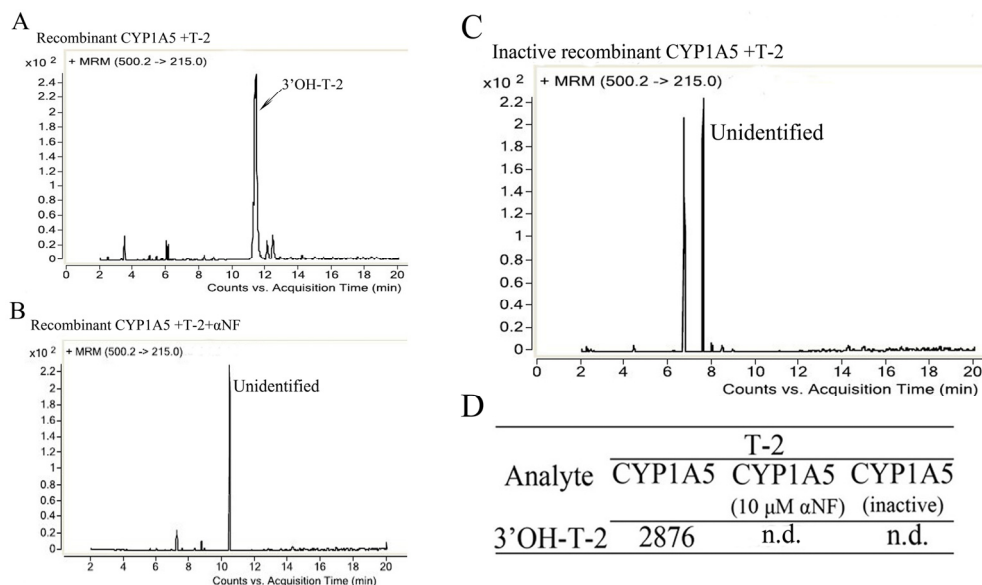 A
Recombinant CYP1A5 +T-2
x10 2
+ MRM (500.2 -> 215.0)
3'OH-T-2
2.4
2.2
2
1.8
1.6
1.4
1.2
1
0.8
0.6
0.4
0.2
0
0 2 4 6 8 10 12 14 16 18 20
Counts vs. Acquisition Time (min)
B
Recombinant CYP1A5 +T-2+αNF
x10 2
+ MRM (500.2 -> 215.0)
Unidentified
2.2
2
1.8
1.6
1.4
1.2
1
0.8
0.6
0.4
0.2
0
2 4 6 8 10 12 14 16 18 20
Counts vs. Acquisition Time (min)
C
Inactive recombinant CYP1A5 +T-2
x10 2
+ MRM (500.2 -> 215.0)
Unidentified
2.2
2
1.8
1.6
1.4
1.2
1
0.8
0.6
0.4
0.2
0
0 2 4 6 8 10 12 14 16 18 20
Counts vs. Acquisition Time (min)
D
T-2
Analyte CYP1A5 CYP1A5 CYP1A5
(10 μM αNF) (inactive)
3'OH-T-2 2876 n.d. n.d.